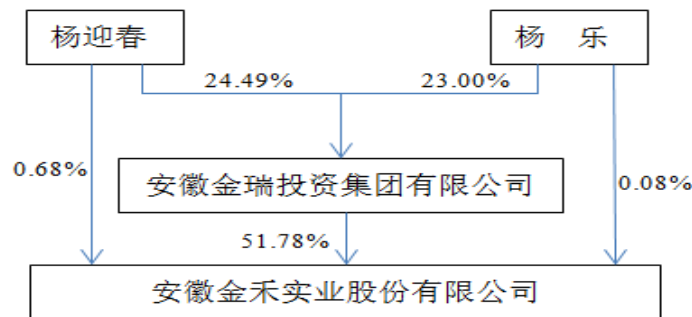 杨迎春
杨 乐
24.49%
23.00%
0.68%
安徽金瑞投资集团有限公司
0.08%
51.78%
安徽金禾实业股份有限公司